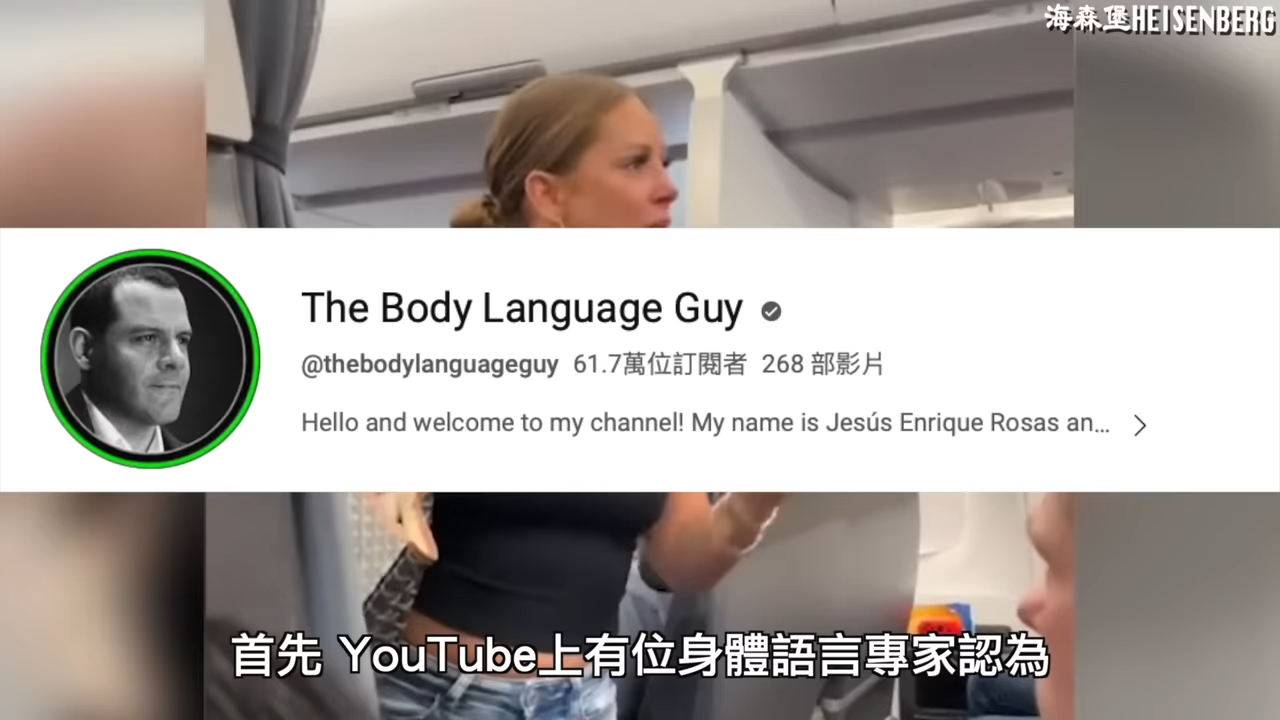 海森堡HEISENBERG
The Body Language Guy
@thebodylanguageguy 61.7萬位訂閱者 268 部影片
Hello and welcome to my channel! My name is Jesús Enrique Rosas an...
首先 YouTube上有位身體語言專家認為